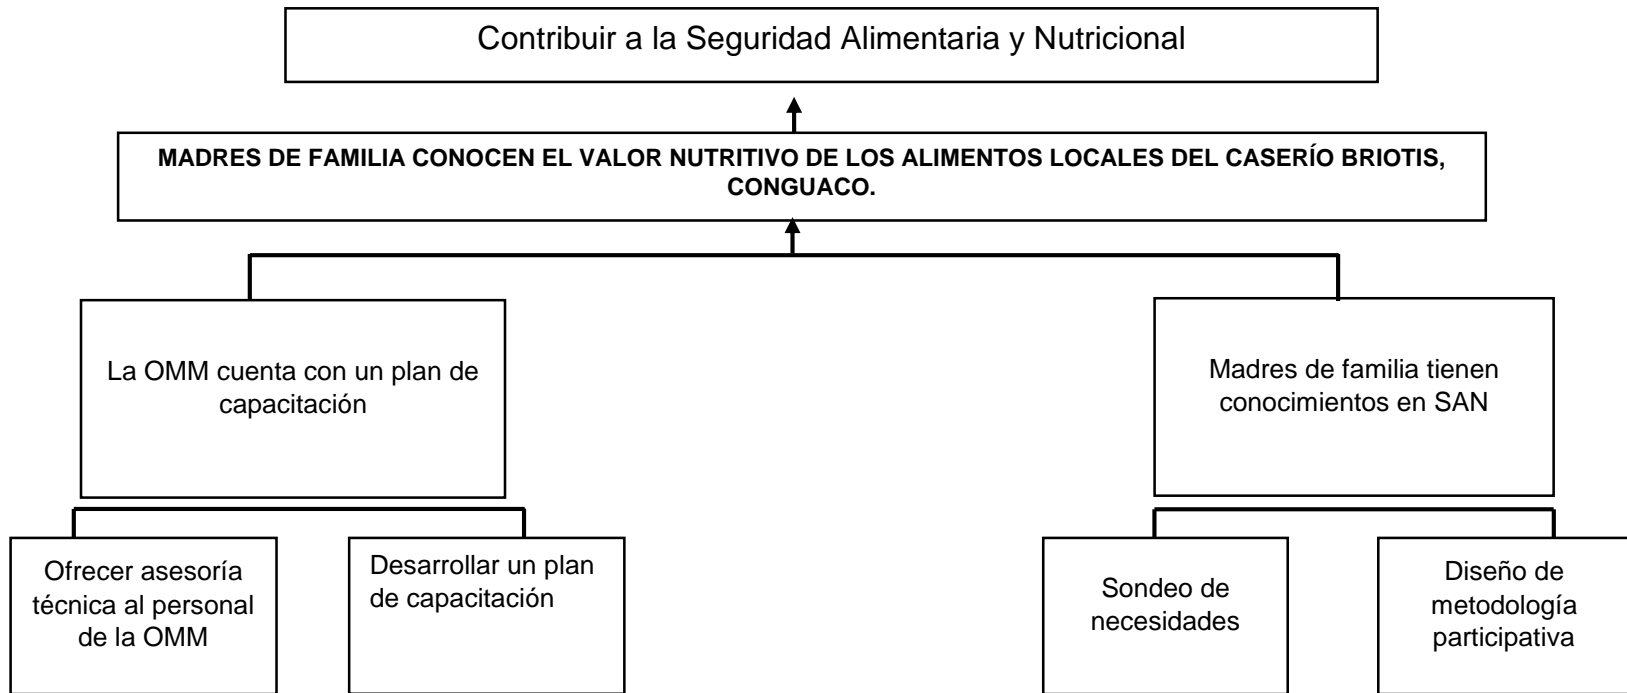 Contribuir a la Seguridad Alimentaria y Nutricional
MADRES DE FAMILIA CONOCEN EL VALOR NUTRITIVO DE LOS ALIMENTOS LOCALES DEL CASERÍO BRIOTIS,
CONGUACO.
La OMM cuenta con un plan de
capacitación
Madres de familia tienen
conocimientos en SAN
Ofrecer asesoría
técnica al personal
de la OMM
Desarrollar un plan
de capacitación
Sondeo de
necesidades
Diseño de
metodología
participativa